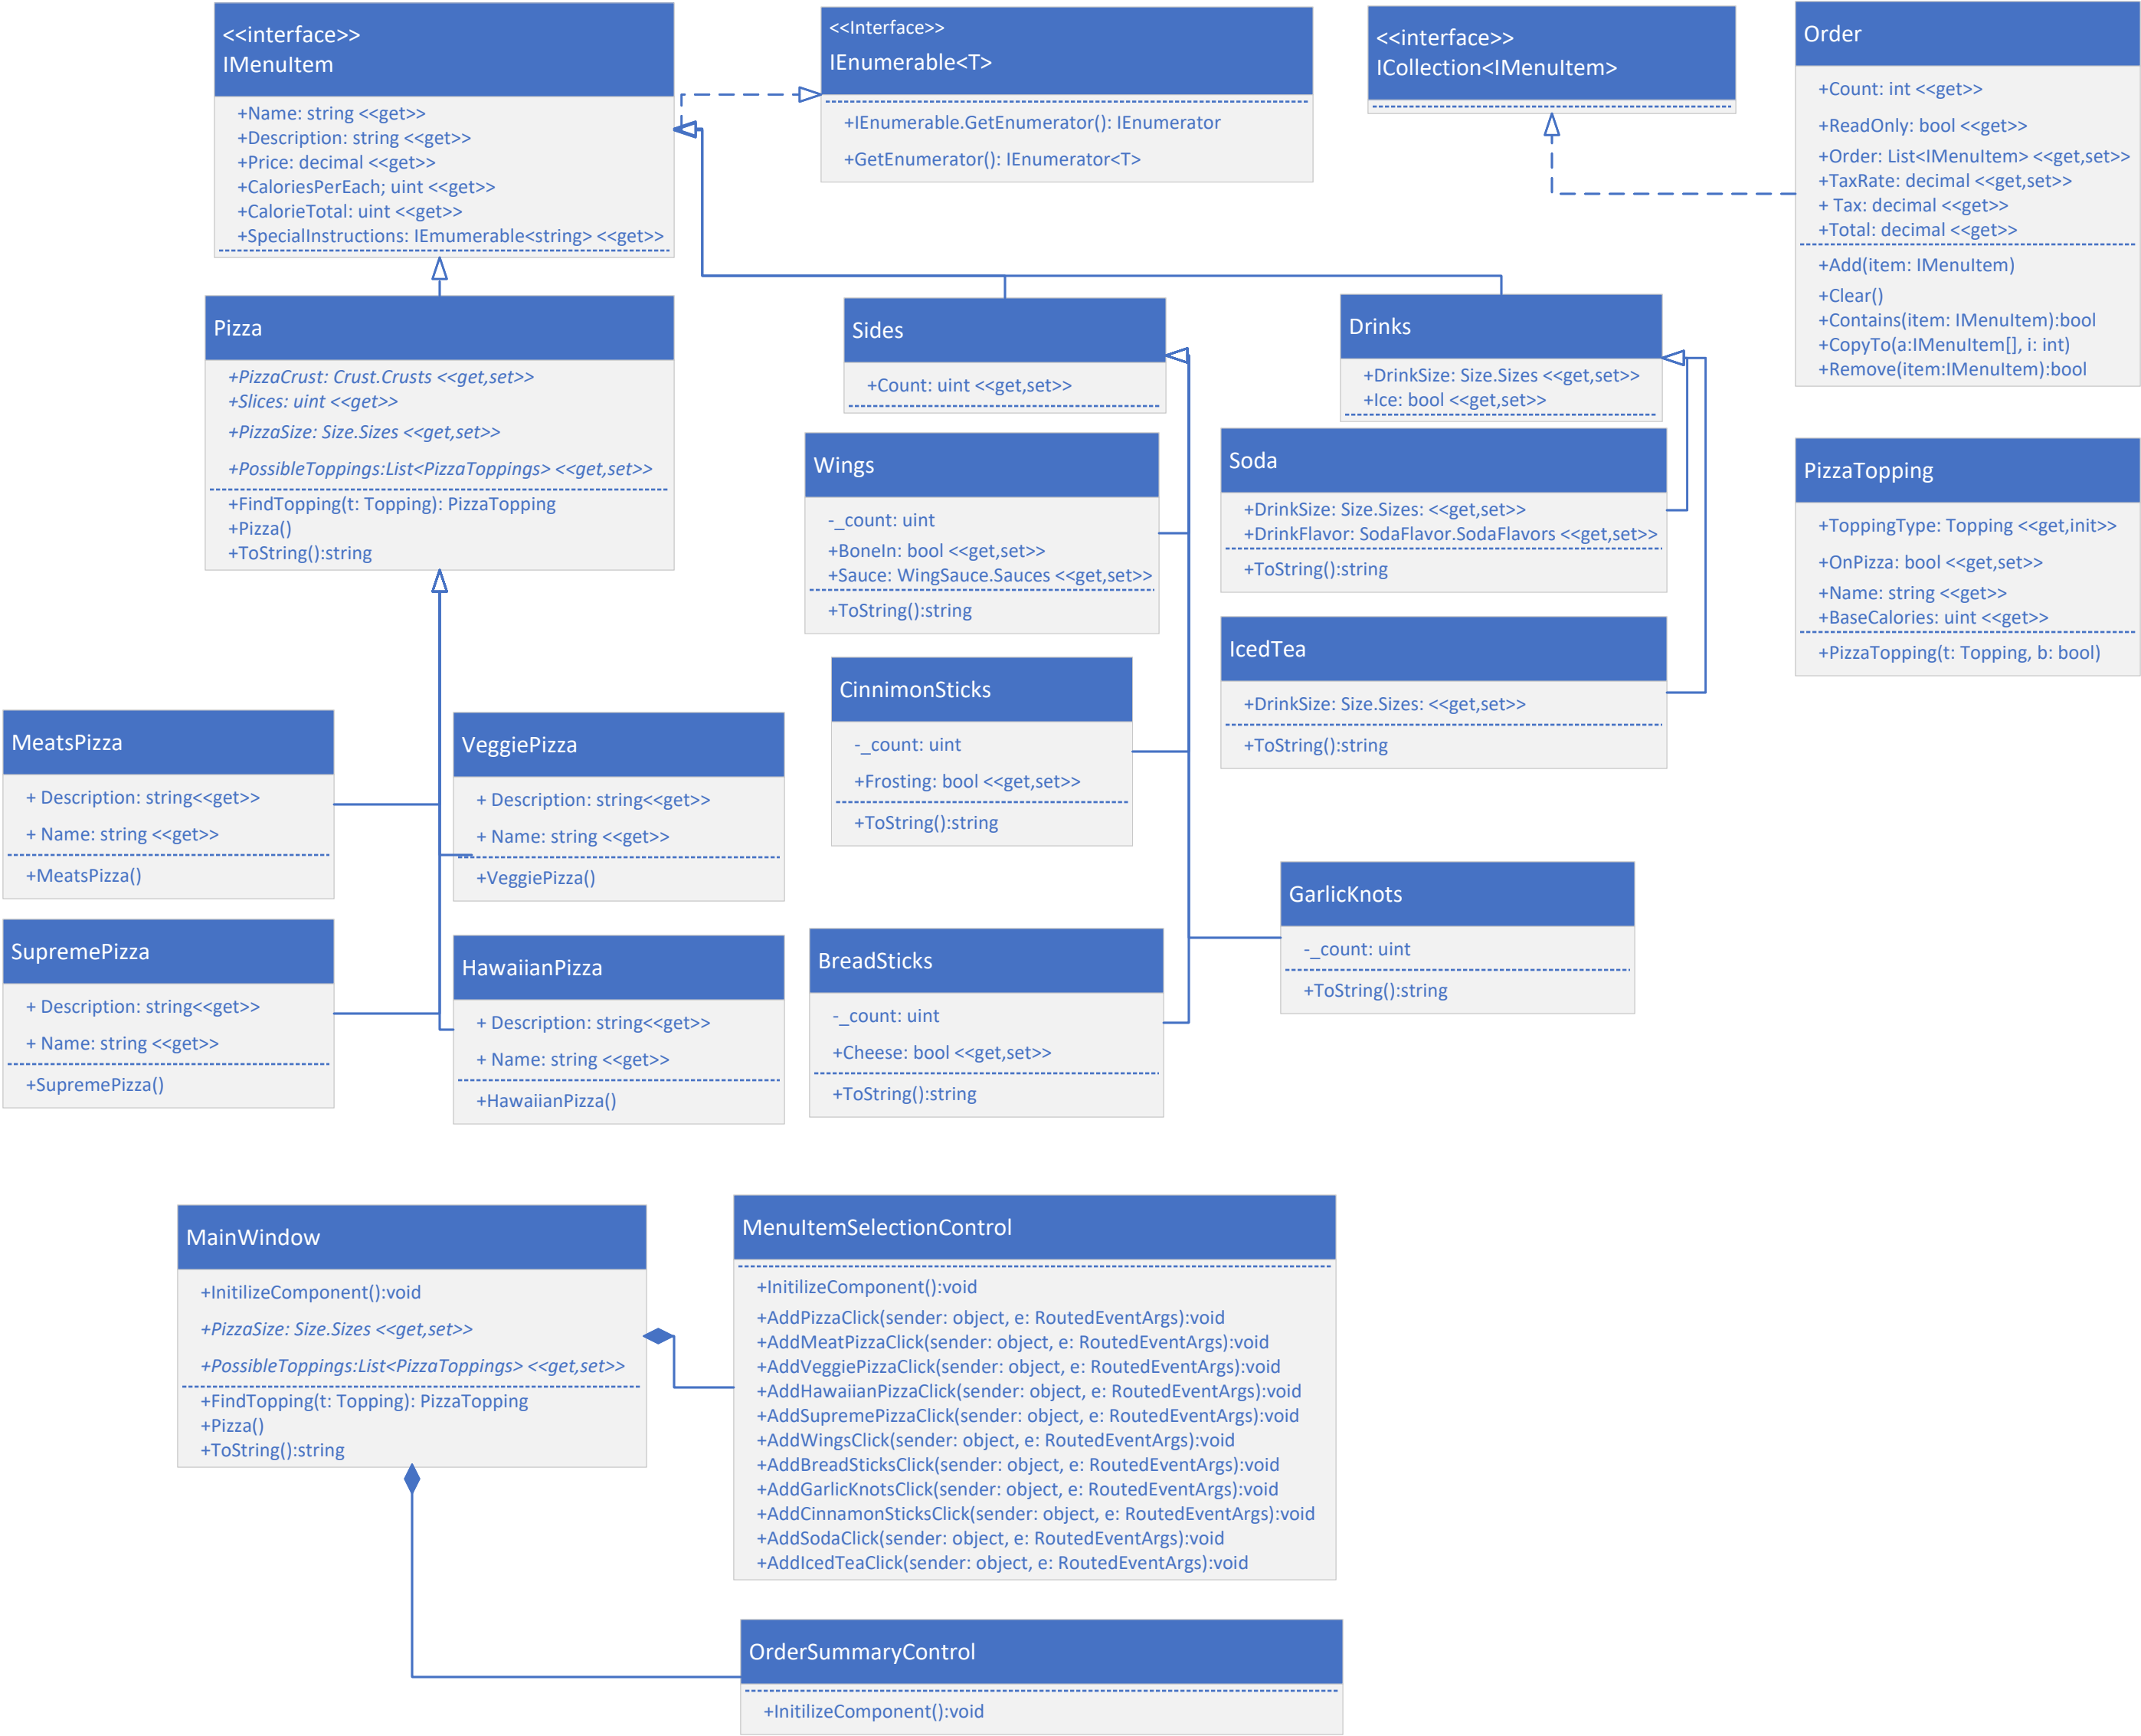 <<interface>>
IMenuItem
+Name: string <<get>>
+Description: string <<get>>
+Price: decimal <<get>>
+CaloriesPerEach; uint <<get>>
+CalorieTotal: uint <<get>>
+SpecialInstructions: IEmumerable<string> <<get>>
<<Interface>>
IEnumerable<T>
+IEnumerable.GetEnumerator(): IEnumerator
+GetEnumerator(): IEnumerator<T>
<<interface>>
ICollection<IMenuItem>
Order
+Count: int <<get>>
+ReadOnly: bool <<get>>
+Order: List<IMenuItem> <<get,set>>
+TaxRate: decimal <<get,set>>
+ Tax: decimal <<get>>
+Total: decimal <<get>>
+Add(item: IMenuItem)
+Clear()
+Contains(item: IMenuItem):bool
+CopyTo(a:IMenuItem[], i: int)
+Remove(item:IMenuItem):bool
Pizza
+PizzaCrust: Crust.Crusts <<get,set>>
+Slices: uint <<get>>
+PizzaSize: Size.Sizes <<get,set>>
+PossibleToppings:List<PizzaToppings> <<get,set>>
+FindTopping(t: Topping): PizzaTopping
+Pizza()
+ToString():string
Sides
+Count: uint <<get,set>>
Drinks
+DrinkSize: Size.Sizes <<get,set>>
+Ice: bool <<get,set>>
Wings
-_count: uint
+BoneIn: bool <<get,set>>
+Sauce: WingSauce.Sauces <<get,set>>
+ToString():string
Soda
+DrinkSize: Size.Sizes: <<get,set>>
+DrinkFlavor: SodaFlavor.SodaFlavors <<get,set>>
+ToString():string
PizzaTopping
+ToppingType: Topping <<get,init>>
+OnPizza: bool <<get,set>>
+Name: string <<get>>
+BaseCalories: uint <<get>>
+PizzaTopping(t: Topping, b: bool)
IcedTea
+DrinkSize: Size.Sizes: <<get,set>>
+ToString():string
CinnimonSticks
-_count: uint
+Frosting: bool <<get,set>>
+ToString():string
MeatsPizza
+ Description: string<<get>>
+ Name: string <<get>>
+MeatsPizza()
VeggiePizza
+ Description: string<<get>>
+ Name: string <<get>>
+VeggiePizza()
GarlicKnots
-_count: uint
+ToString():string
SupremePizza
+ Description: string<<get>>
+ Name: string <<get>>
+SupremePizza()
HawaiianPizza
+ Description: string<<get>>
+ Name: string <<get>>
+HawaiianPizza()
BreadSticks
-_count: uint
+Cheese: bool <<get,set>>
+ToString():string
MainWindow
+InitilizeComponent():void
+PizzaSize: Size.Sizes <<get,set>>
+PossibleToppings:List<PizzaToppings> <<get,set>>
+FindTopping(t: Topping): PizzaTopping
+Pizza()
+ToString():string
MenuItemSelectionControl
+InitilizeComponent():void
+AddPizzaClick(sender: object, e: RoutedEventArgs):void
+AddMeatPizzaClick(sender: object, e: RoutedEventArgs):void
+AddVeggiePizzaClick(sender: object, e: RoutedEventArgs):void
+AddHawaiianPizzaClick(sender: object, e: RoutedEventArgs):void
+AddSupremePizzaClick(sender: object, e: RoutedEventArgs):void
+AddWingsClick(sender: object, e: RoutedEventArgs):void
+AddBreadSticksClick(sender: object, e: RoutedEventArgs):void
+AddGarlicKnotsClick(sender: object, e: RoutedEventArgs):void
+AddCinnamonSticksClick(sender: object, e: RoutedEventArgs):void
+AddSodaClick(sender: object, e: RoutedEventArgs):void
+AddIcedTeaClick(sender: object, e: RoutedEventArgs):void
OrderSummaryControl
+InitilizeComponent():void